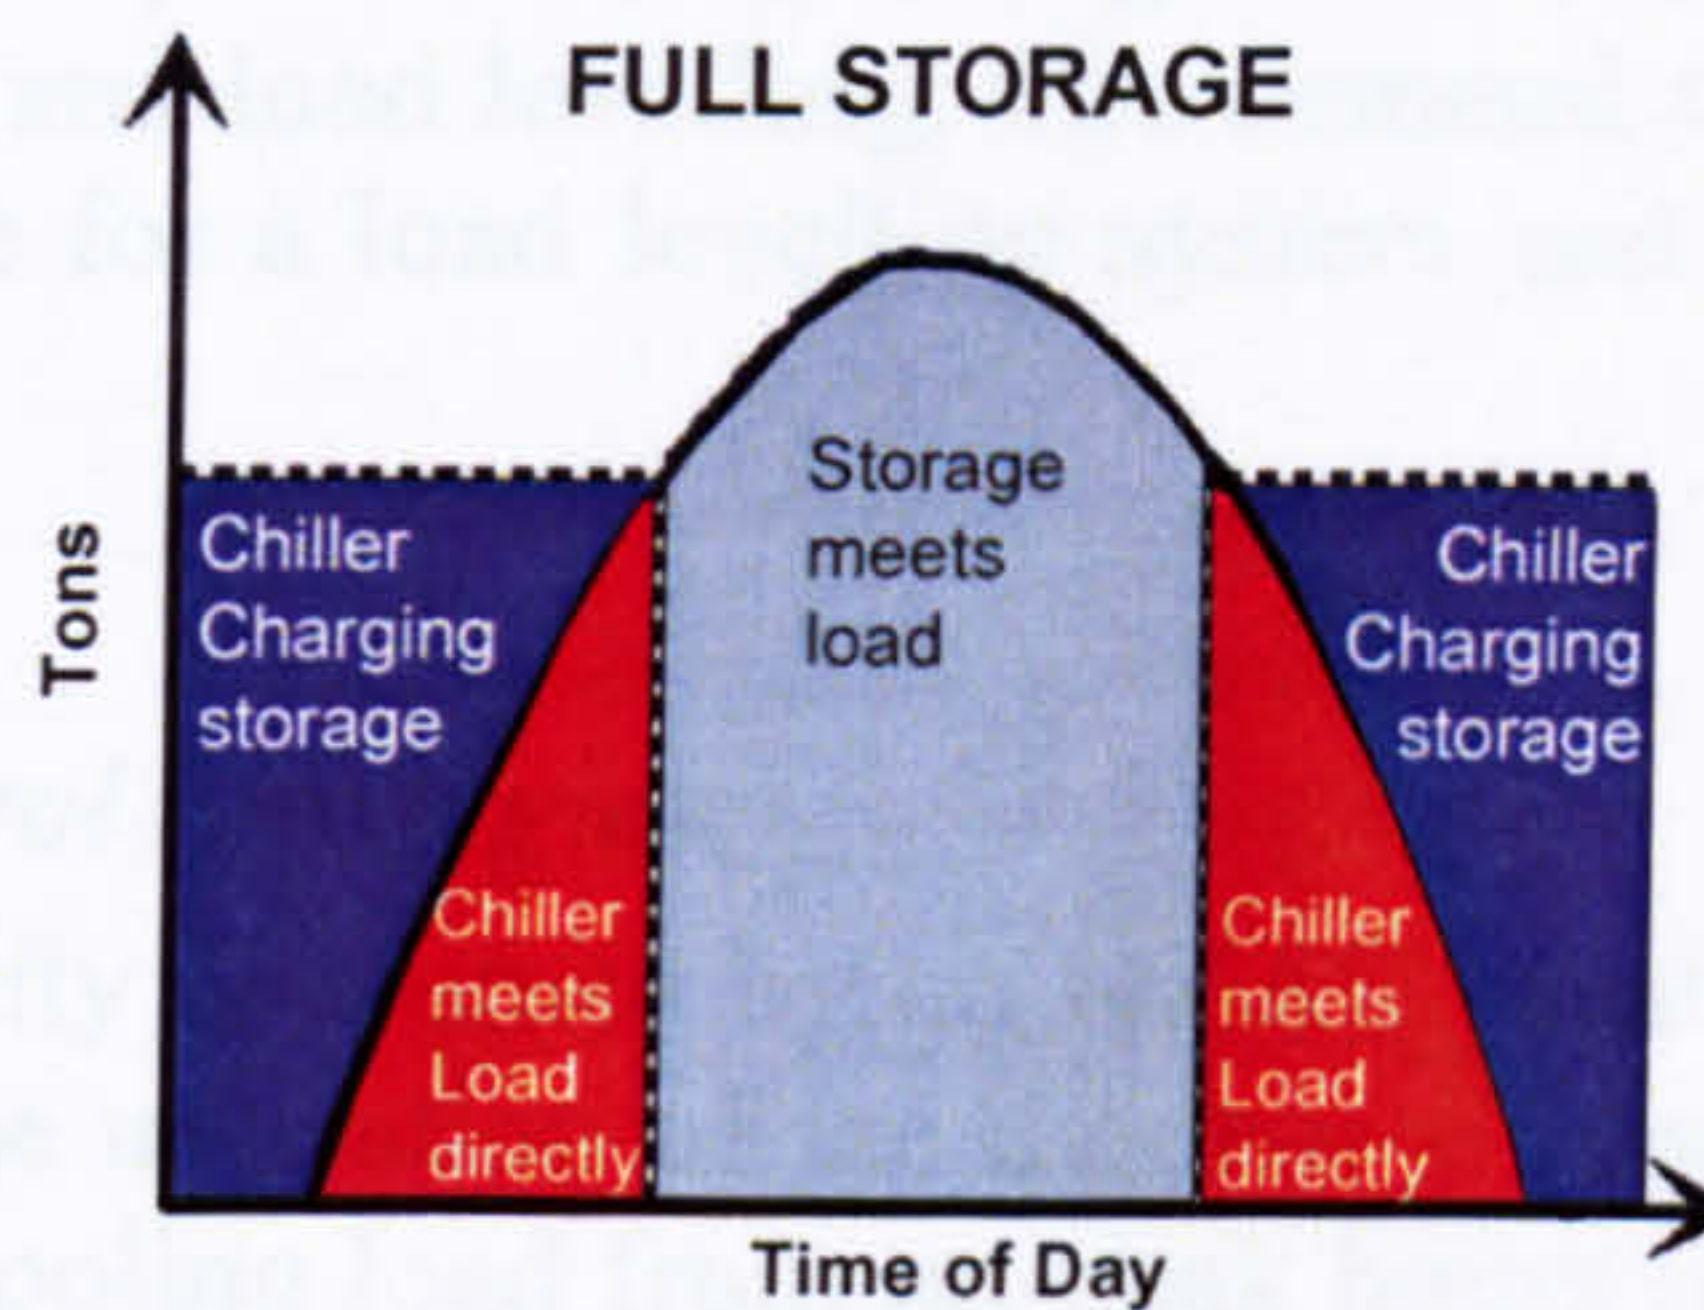 FULL STORAGE
Tons
Chiller
Charging
storage
Chiller
meets
Load
directly
Storage
meets
load
Chiller
meets
Load
directly
Chiller
Charging
storage
Time of Day